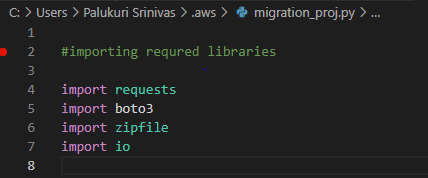 C: > Users > Palukuri Srinivas > .aws > migration_proj.py > ...
1
2 #importing requred libraries
3
4 import requests
5 import boto3
6 import zipfile
7 import io
8